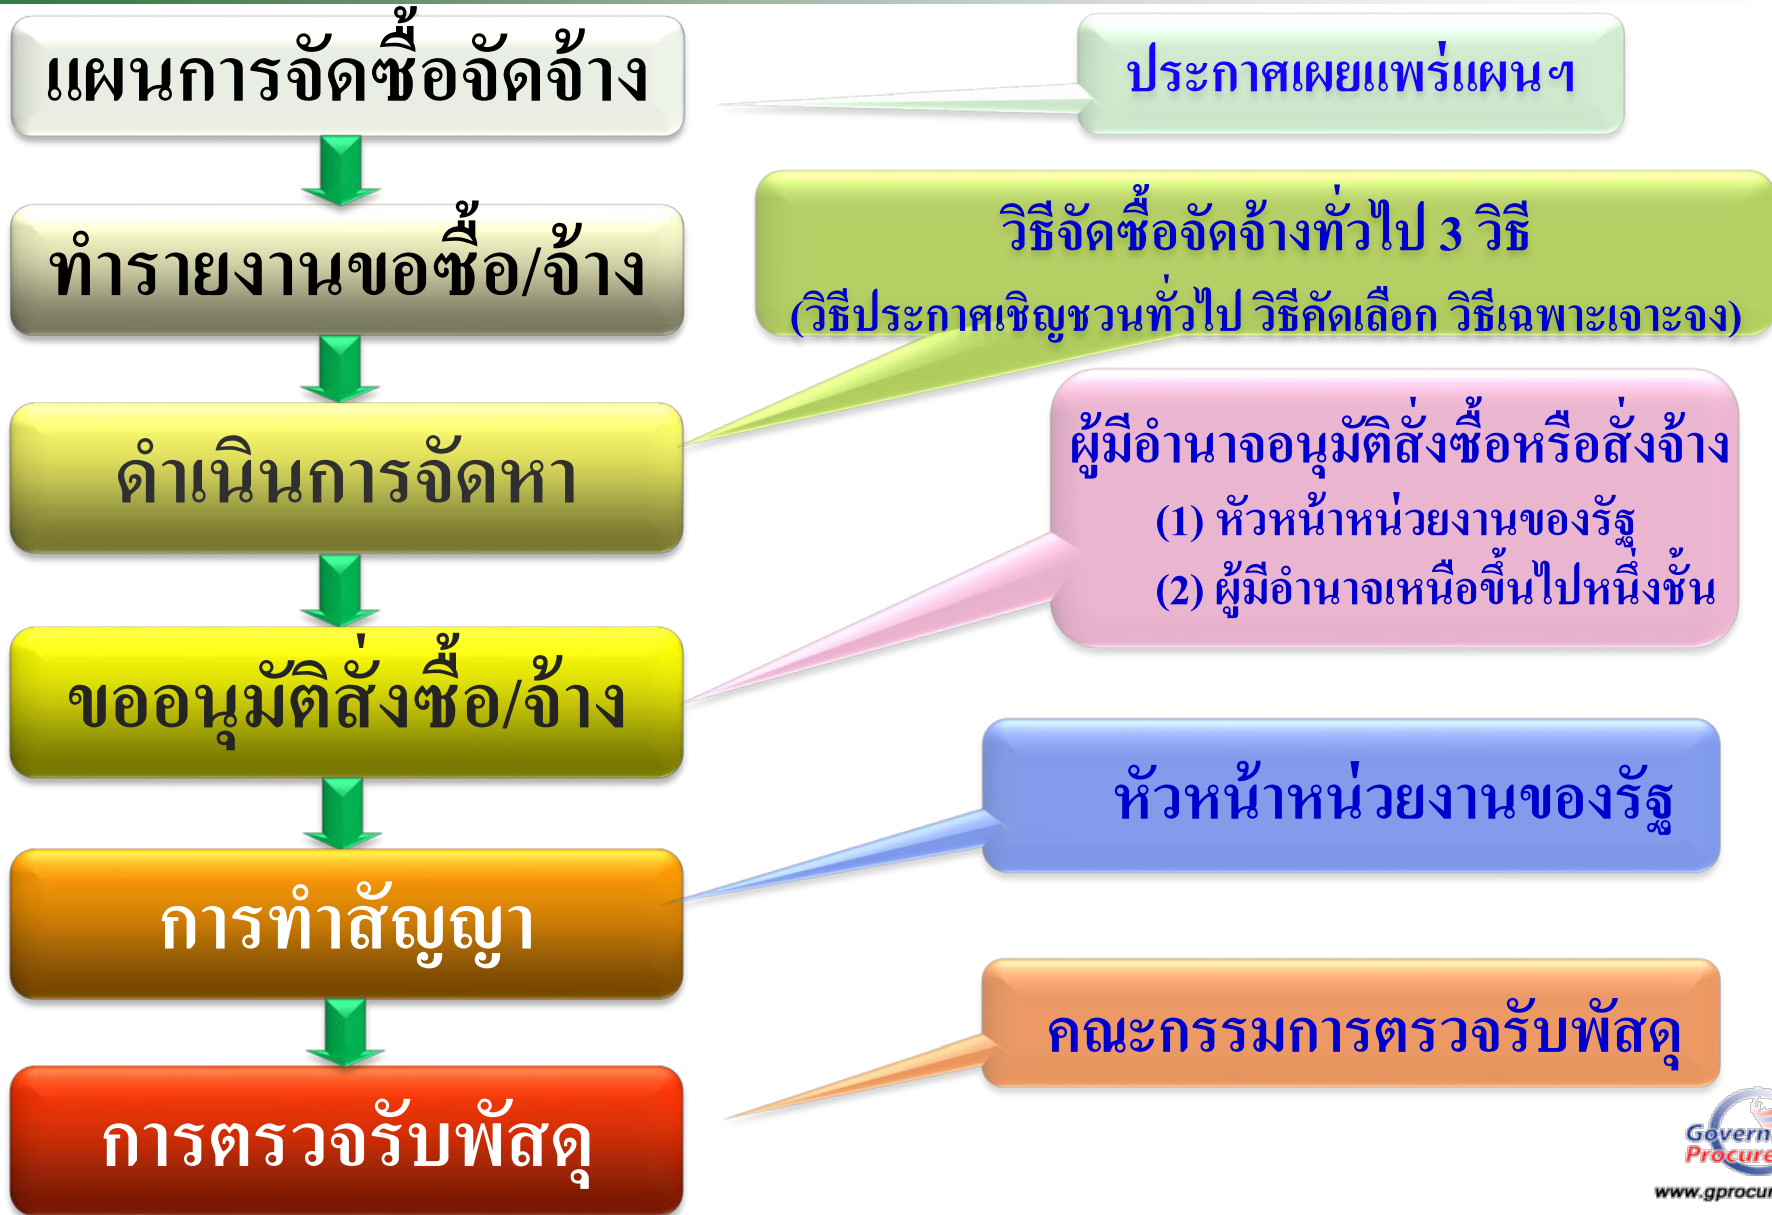 แผนการจัดซื้อจัดจ้าง
ประกาศเผยแพร่แผนฯ
ทำรายงานขอซื้อ/จ้าง
วิธีจัดซื้อจัดจ้างทั่วไป 3 วิธี
(วิธีประกาศเชิญชวนทั่วไป วิธีคัดเลือก วิธีเฉพาะเจาะจง)
ดำเนินการจัดหา
ผู้มีอำนาจอนุมัติสั่งซื้อหรือสั่งจ้าง
(1) หัวหน้าหน่วยงานของรัฐ
(2) ผู้มีอำนาจเหนือขึ้นไปหนึ่งชั้น
ขออนุมัติสั่งซื้อ/จ้าง
หัวหน้าหน่วยงานของรัฐ
การทำสัญญา
คณะกรรมการตรวจรับพัสดุ
การตรวจรับพัสดุ